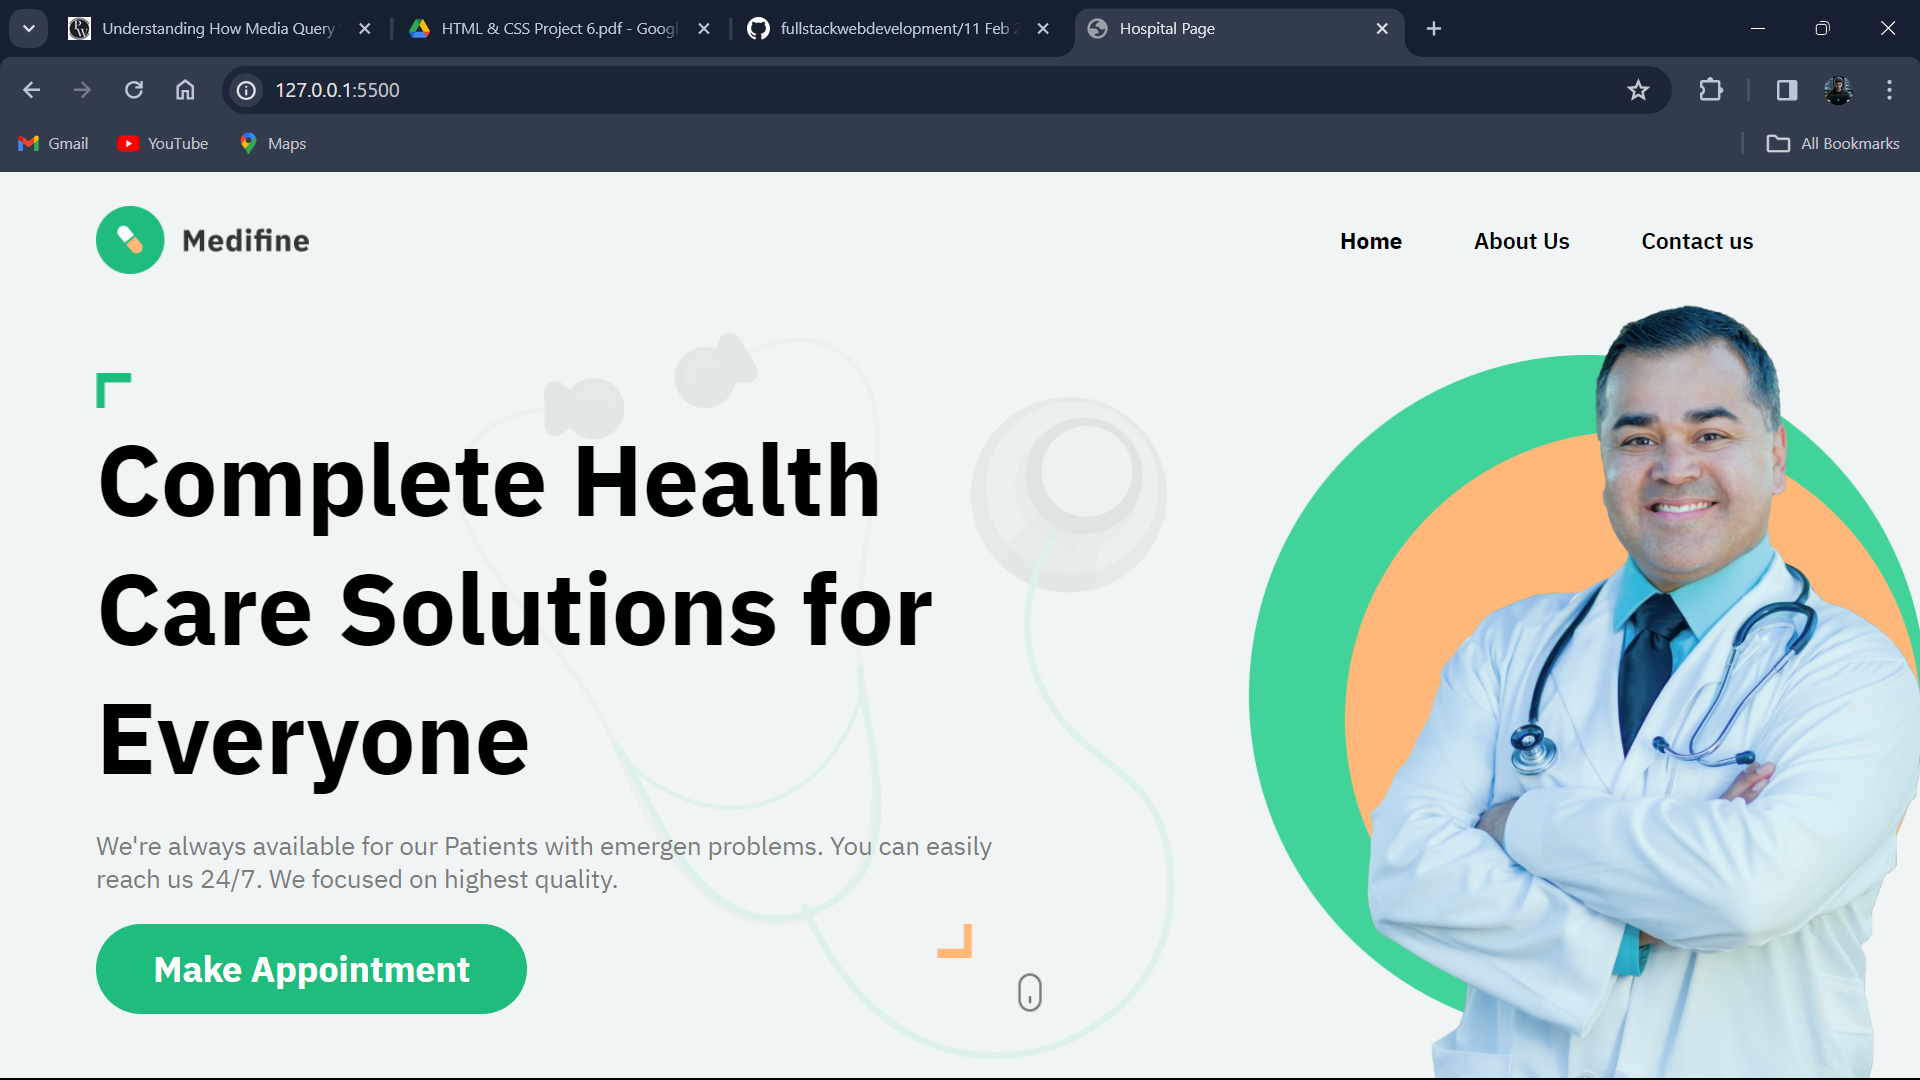 Understanding How Media Query
HTML & CSS Project 6.pdf - Googl
fullstackwebdevelopment/11 Feb 2
Hospital Page
127.0.0.1:5500
Gmail
YouTube
Maps
All Bookmarks
Medifine
Home
About Us
Contact us
Complete Health
Care Solutions for
Everyone
We're always available for our Patients with emergen problems. You can easily
reach us 24/7. We focused on highest quality.
Make Appointment